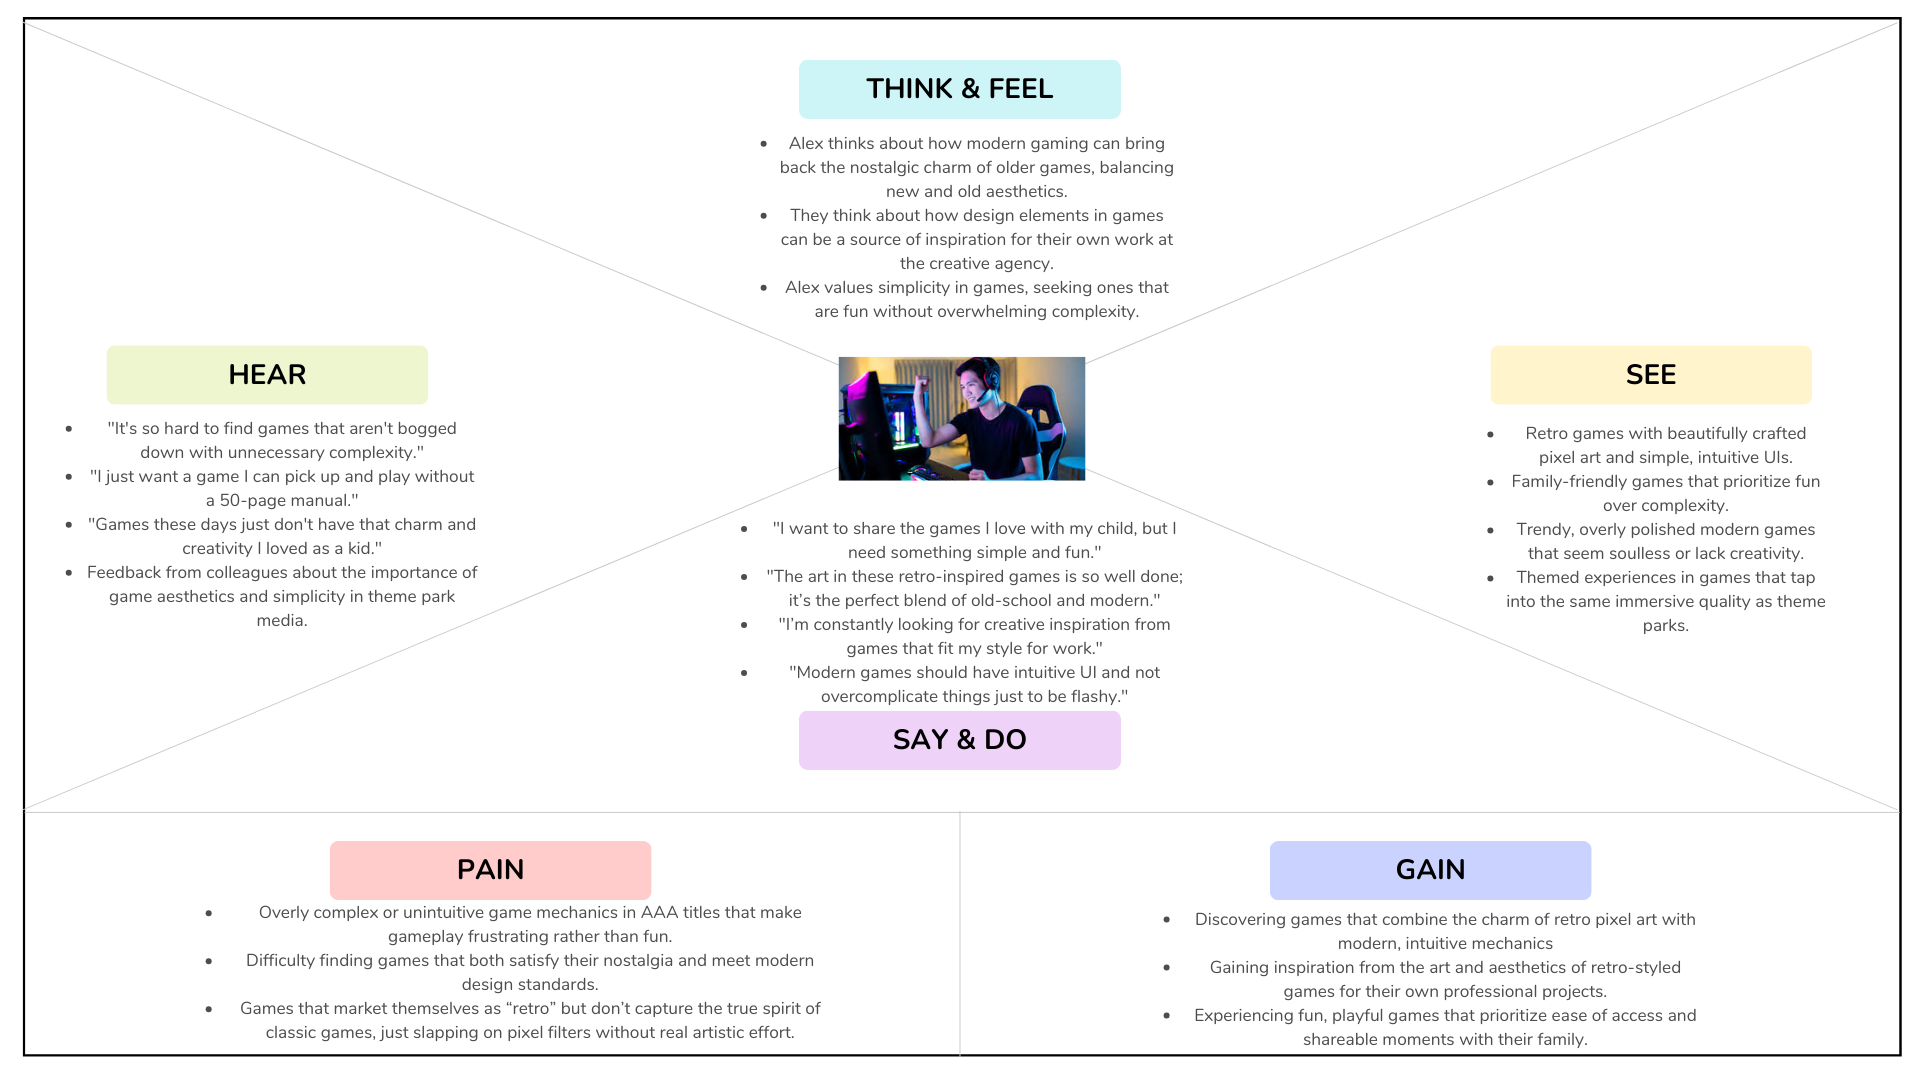 THINK & FEEL
• Alex thinks about how modern gaming can bring
back the nostalgic charm of older games, balancing
new and old aesthetics.
• They think about how design elements in games
can be a source of inspiration for their own work at
the creative agency.
• Alex values simplicity in games, seeking ones that
are fun without overwhelming complexity.
HEAR
• "It's so hard to find games that aren't bogged
down with unnecessary complexity."
• "I just want a game I can pick up and play without
a 50-page manual."
• "Games these days just don't have that charm and
creativity I loved as a kid."
• Feedback from colleagues about the importance of
game aesthetics and simplicity in theme park
media.
SEE
• Retro games with beautifully crafted
pixel art and simple, intuitive UIs.
• Family-friendly games that prioritize fun
over complexity.
• Trendy, overly polished modern games
that seem soulless or lack creativity.
• Themed experiences in games that tap
into the same immersive quality as theme
parks.
• "I want to share the games I love with my child, but I
need something simple and fun."
• "The art in these retro-inspired games is so well done;
it’s the perfect blend of old-school and modern."
• "I’m constantly looking for creative inspiration from
games that fit my style for work."
• "Modern games should have intuitive UI and not
overcomplicate things just to be flashy."
SAY & DO
PAIN
• Overly complex or unintuitive game mechanics in AAA titles that make
gameplay frustrating rather than fun.
• Difficulty finding games that both satisfy their nostalgia and meet modern
design standards.
• Games that market themselves as “retro” but don’t capture the true spirit of
classic games, just slapping on pixel filters without real artistic effort.
GAIN
• Discovering games that combine the charm of retro pixel art with
modern, intuitive mechanics
• Gaining inspiration from the art and aesthetics of retro-styled
games for their own professional projects.
• Experiencing fun, playful games that prioritize ease of access and
shareable moments with their family.